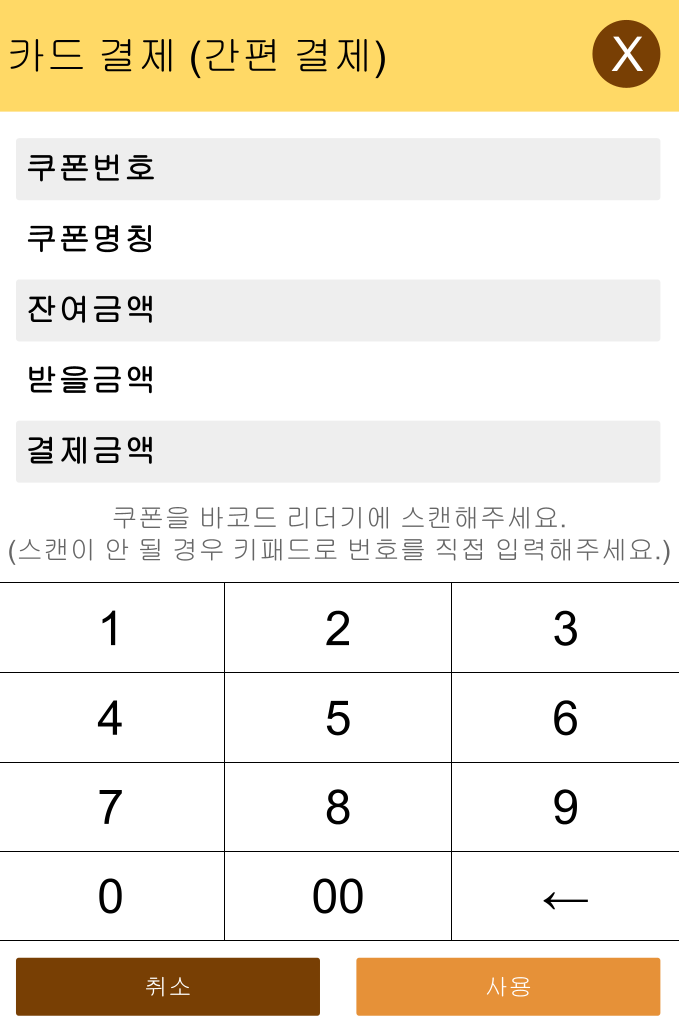 카드 결제 (간편 결제) X
쿠폰번호
쿠폰명칭
잔여금액
받을금액
결제금액
쿠폰을 바코드 리더기에 스캔해주세요.
(스캔이 안 될 경우 키패드로 번호를 직접 입력해주세요.)
1 2 3
4 5 6
7 8 9
0 00 ←
취소 사용